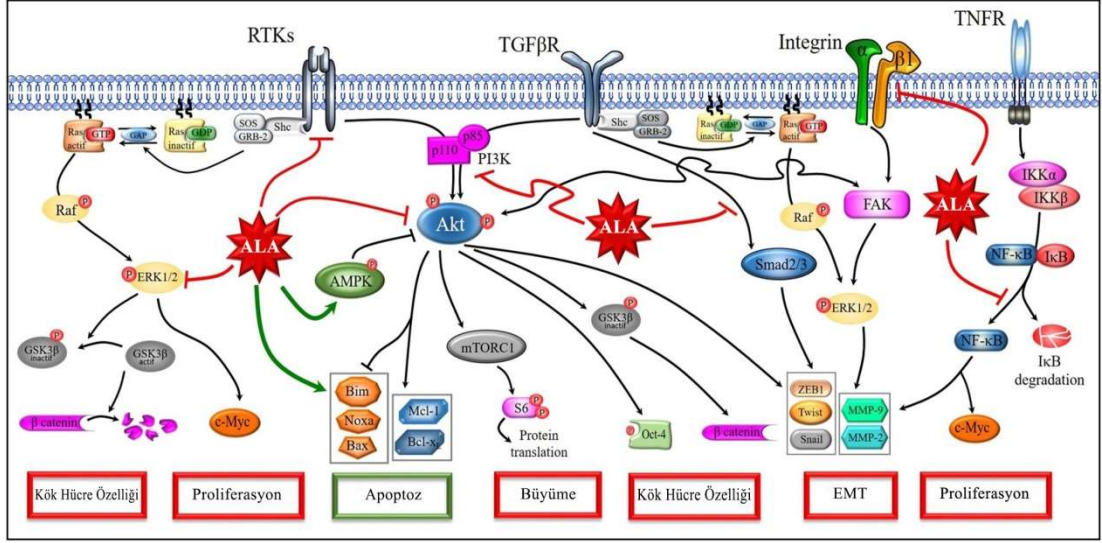 RTKs
TGFβR
Integrin
α
β1
TNFR
Ras
actif
GTP
GAP
Ras
inactif
GDP
SOS
GRB-2
Shc
p110
p85
PI3K
Shc
SOS
GRB-2
Ras
inactif
GDP
GAP
Ras
actif
GTP
IKKα
IKKβ
Raf
P
ALA
P
Akt
P
ALA
Raf
P
FAK
ALA
NF-κB
IκB
P
ERK1/2
AMPK
P
Smad2/3
P
ERK1/2
GSK3β
inactif
P
GSK3β
actif
mTORC1
GSK3β
inactif
P
NF-κB
IκB
degradation
β catenin
c-Myc
Bim
Noxa
Bax
Mcl-1
Bcl-xL
S6
P
P
Protein
translation
P
Oct-4
β catenin
ZEB1
Twist
Snail
MMP-9
MMP-2
c-Myc
Kök Hücre Özelliği
Proliferasyon
Apoptoz
Büyüme
Kök Hücre Özelliği
EMT
Proliferasyon